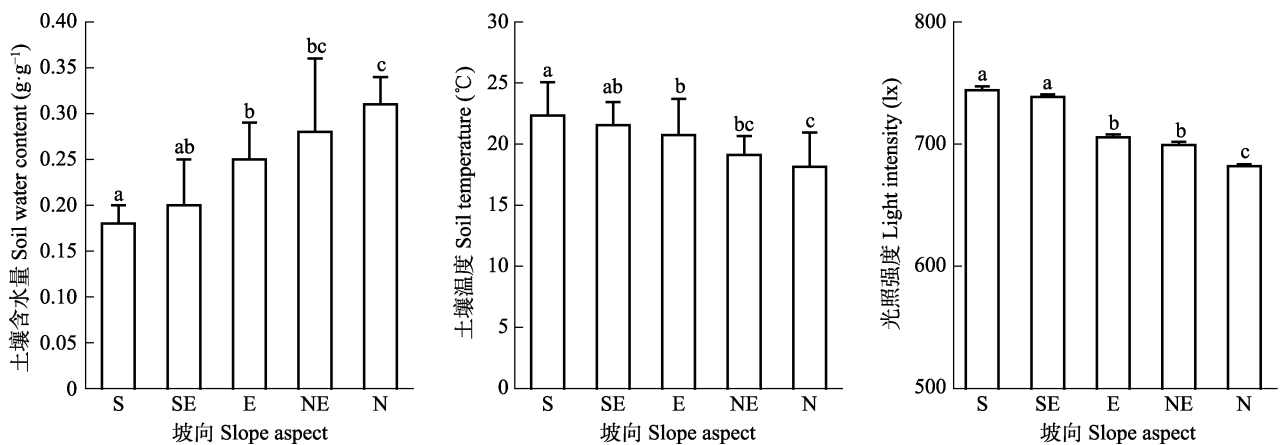 土壤含水量 Soil water content (g·g⁻¹)
0.40
0.35
0.30
0.25
0.20
0.15
0.10
0.05
0
a
ab
b
bc
c
S SE E NE N
坡向 Slope aspect
土壤温度 Soil temperature (℃)
30
25
20
15
10
5
0
a
ab
b
bc
c
S SE E NE N
坡向 Slope aspect
光照强度 Light intensity (lx)
800
700
600
500
a
a
b
b
c
S SE E NE N
坡向 Slope aspect